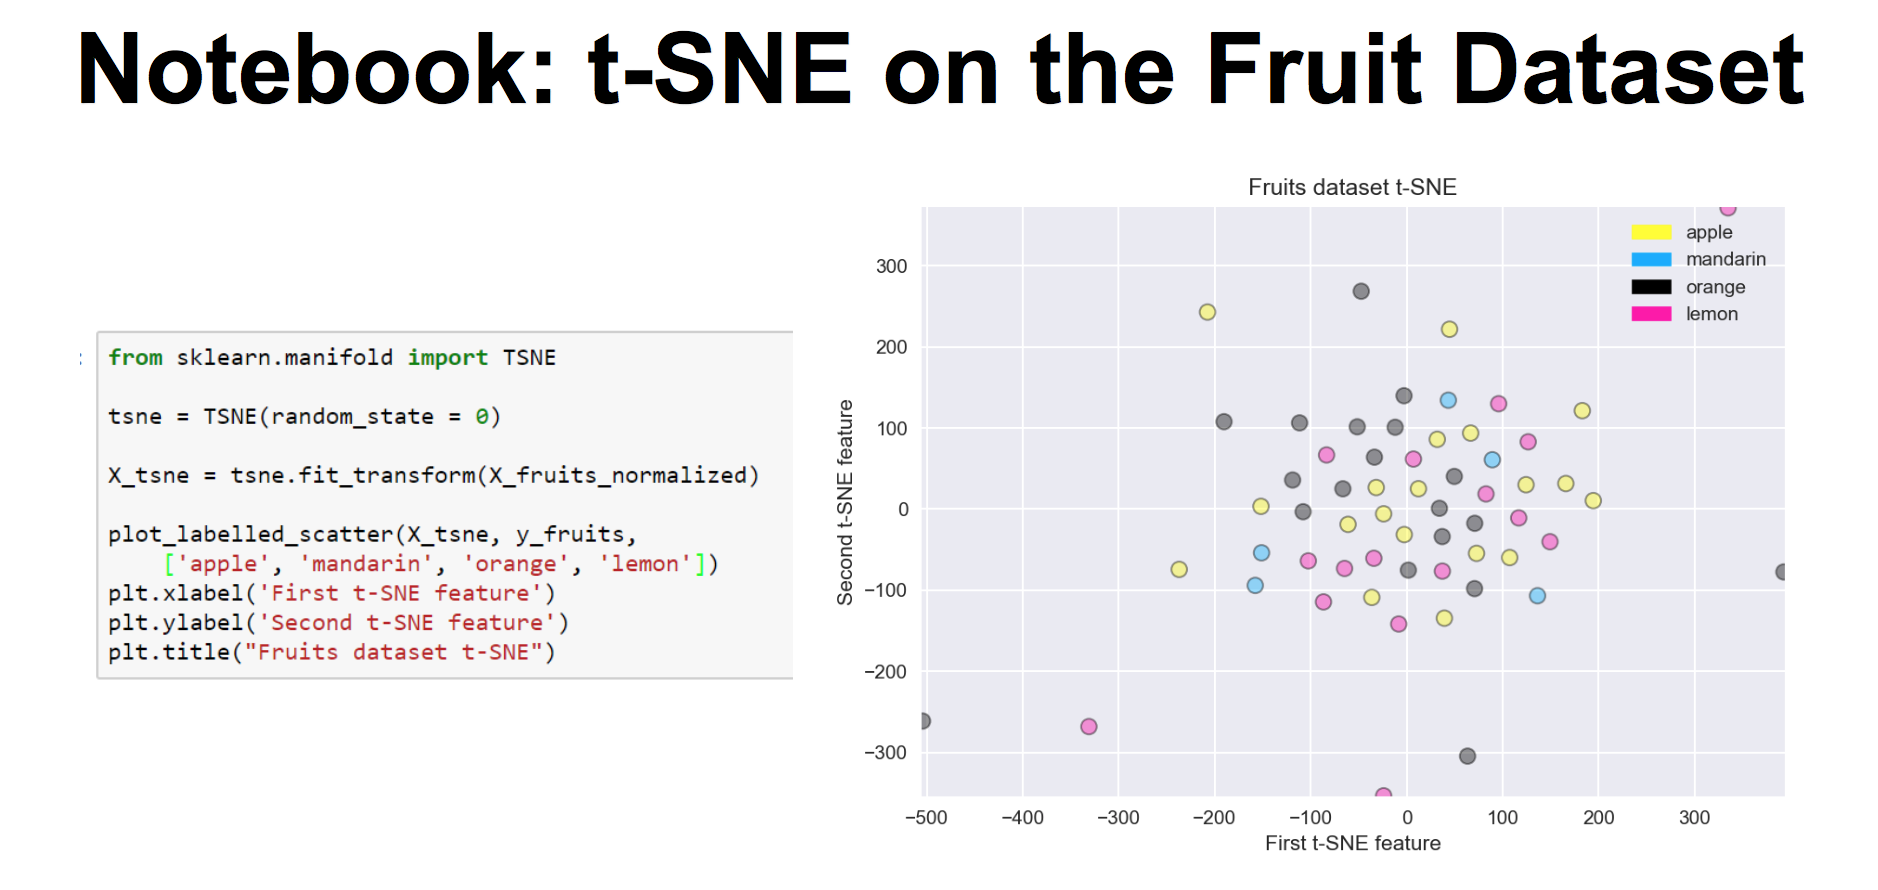 Notebook: t-SNE on the Fruit Dataset
:
from sklearn.manifold import TSNE
tsne = TSNE(random_state = 0)
X_tsne = tsne.fit_transform(X_fruits_normalized)
plot_labelled_scatter(X_tsne, y_fruits,
['apple', 'mandarin', 'orange', 'lemon'])
plt.xlabel('First t-SNE feature')
plt.ylabel('Second t-SNE feature')
plt.title("Fruits dataset t-SNE")
Fruits dataset t-SNE
apple
mandarin
orange
lemon
Second t-SNE feature
300
200
100
0
−100
−200
−300
−500 −400 −300 −200 −100 0 100 200 300
First t-SNE feature